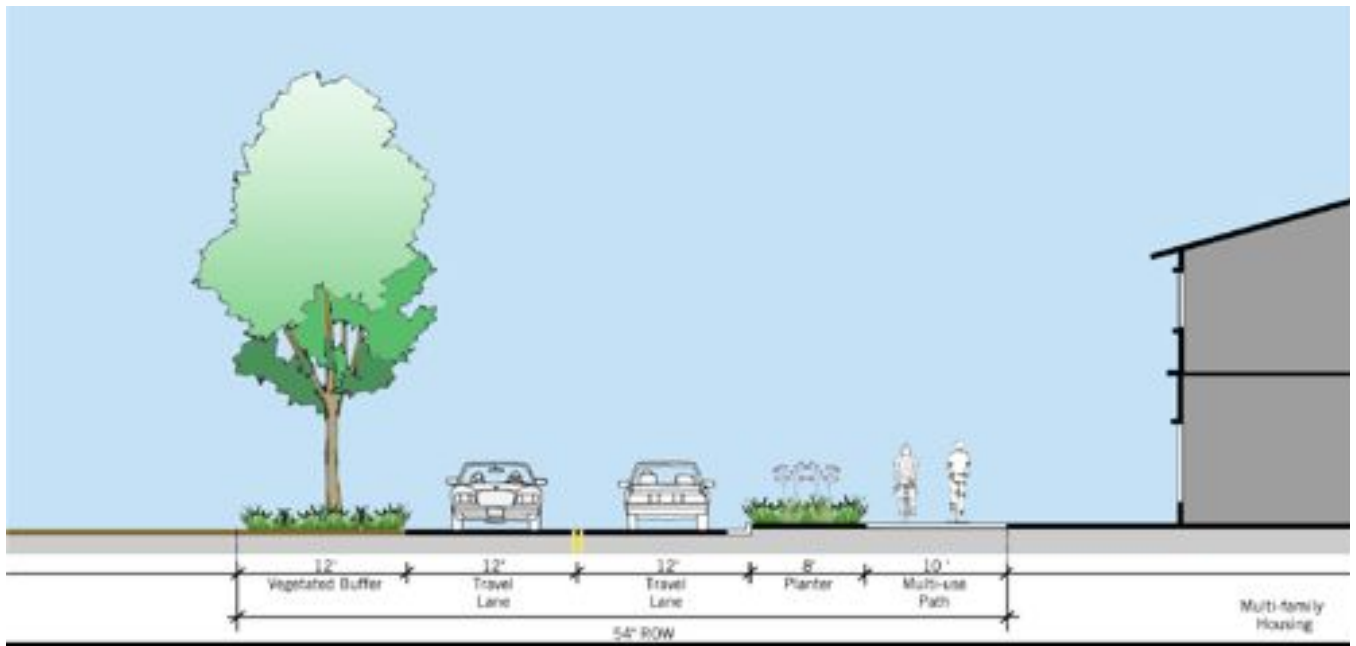 12'
Vegetated Buffer
12'
Travel
Lane
12'
Travel
Lane
8'
Planter
10 '
Multi-use
Path
54' ROW
Multi-family
Housing